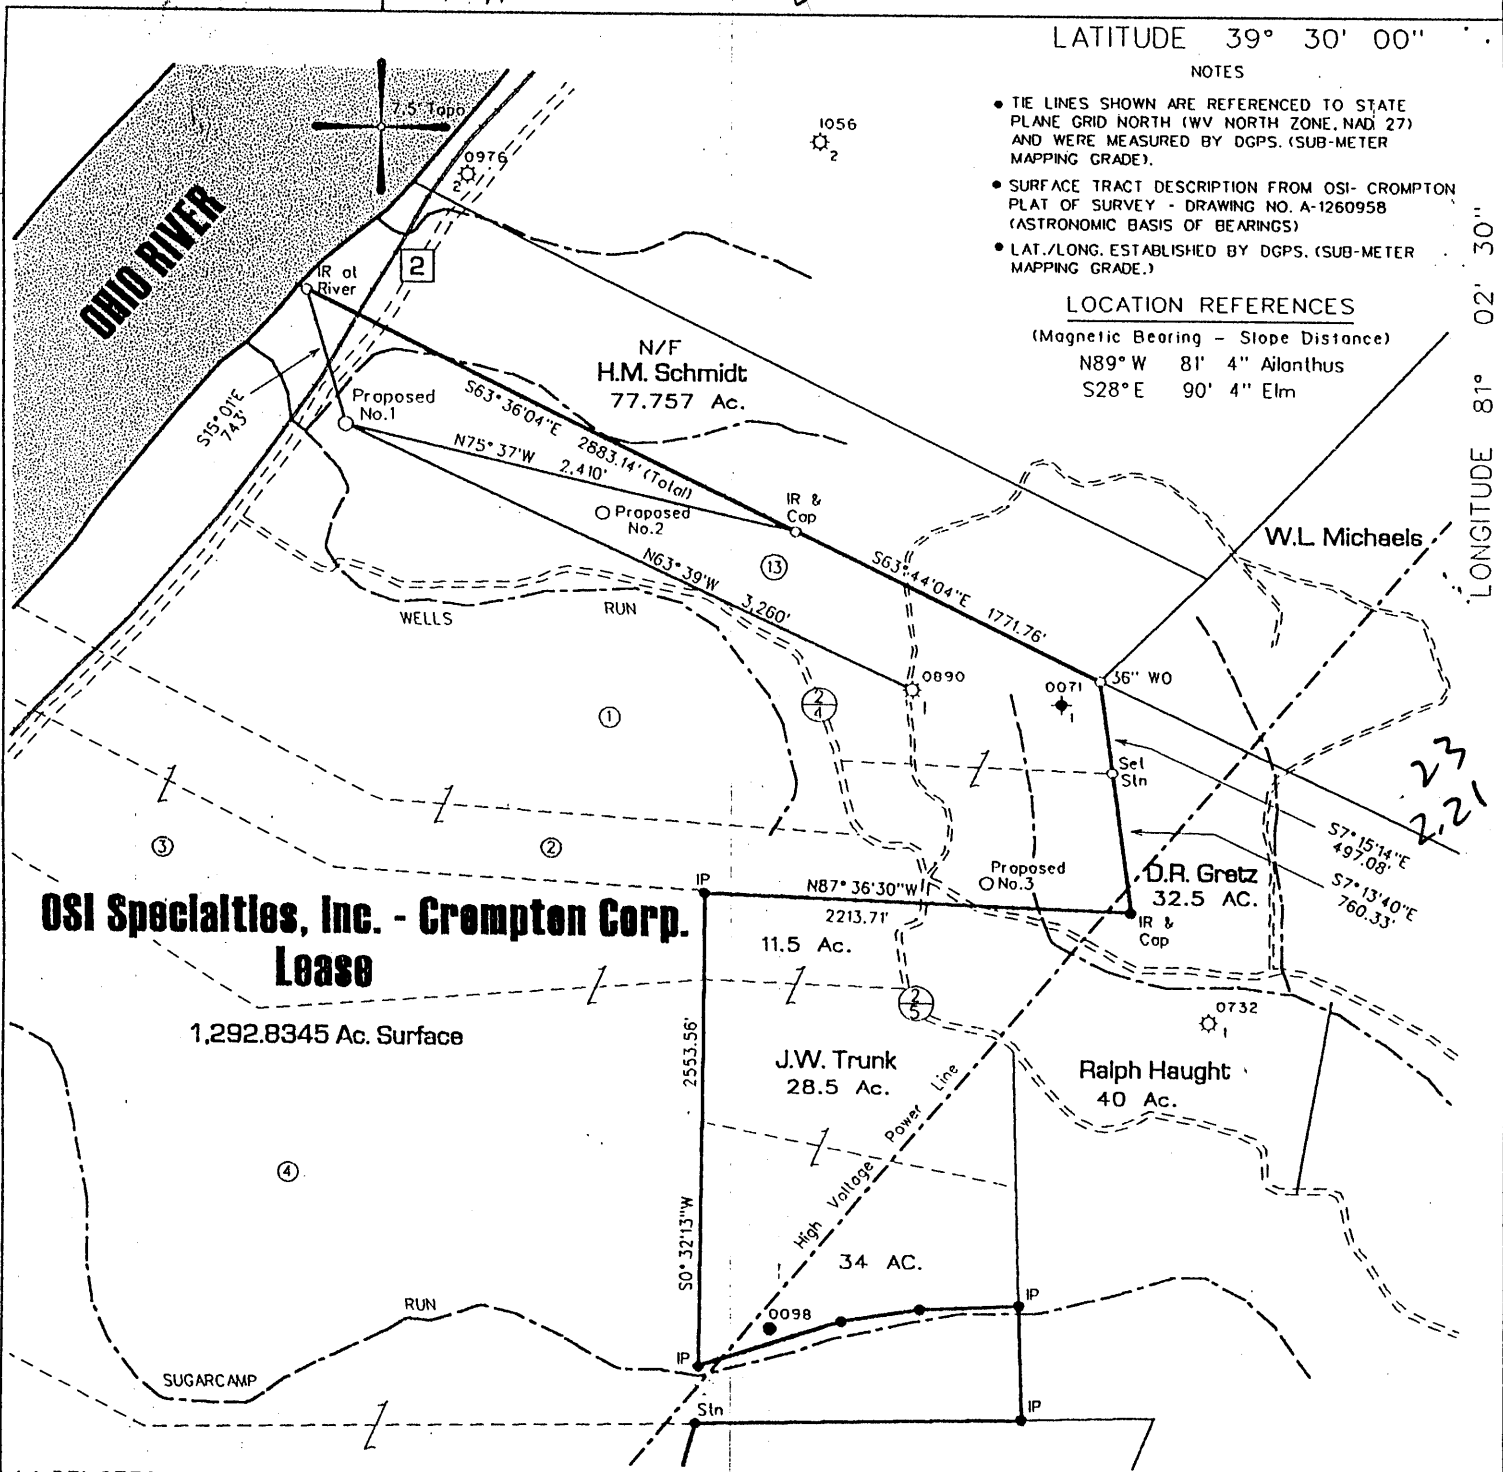 LATITUDE 39° 30' 00"
NOTES
• TIE LINES SHOWN ARE REFERENCED TO STATE
PLANE GRID NORTH (WV NORTH ZONE, NAD 27)
AND WERE MEASURED BY DGPS. (SUB-METER
MAPPING GRADE).
• SURFACE TRACT DESCRIPTION FROM OSI- CROMPTON
PLAT OF SURVEY - DRAWING NO. A-1260958
(ASTRONOMIC BASIS OF BEARINGS)
• LAT./LONG. ESTABLISHED BY DGPS. (SUB-METER
MAPPING GRADE.)
LOCATION REFERENCES
(Magnetic Bearing - Slope Distance)
N89° W 81' 4" Ailanthus
S28° E 90' 4" Elm
LONGITUDE 81° 02' 30"
7.5' Topo
1056
2
0976
2
OHIO RIVER
2
IR at
River
N/F
H.M. Schmidt
77.757 Ac.
S15° 01'E
743'
Proposed
No.1
S63° 36'04"E 2883.14' (Total)
N75° 37'W 2,410'
IR &
Cap
Proposed
No.2
13
N63° 39'W 3,260'
S63° 44'04"E 1771.76'
W.L. Michaels
WELLS RUN
0890
1
0071
1
36" WO
2
4
1
Set
Stn
23
2.21
S7° 15'14"E
497.08'
S7° 13'40"E
760.33'
3
2
Proposed
No.3
D.R. Gretz
32.5 AC.
IP
N87° 36'30"W
2213.71'
IR &
Cap
OSI Specialties, Inc. - Crompton Corp.
Lease
1,292.8345 Ac. Surface
11.5 Ac.
2
5
0732
1
2553.56'
S0° 32'13"W
J.W. Trunk
28.5 Ac.
Ralph Haught
40 Ac.
High Voltage Power Line
4
34 AC.
RUN
SUGARCAMP
0098
IP
IP
Stn
IP